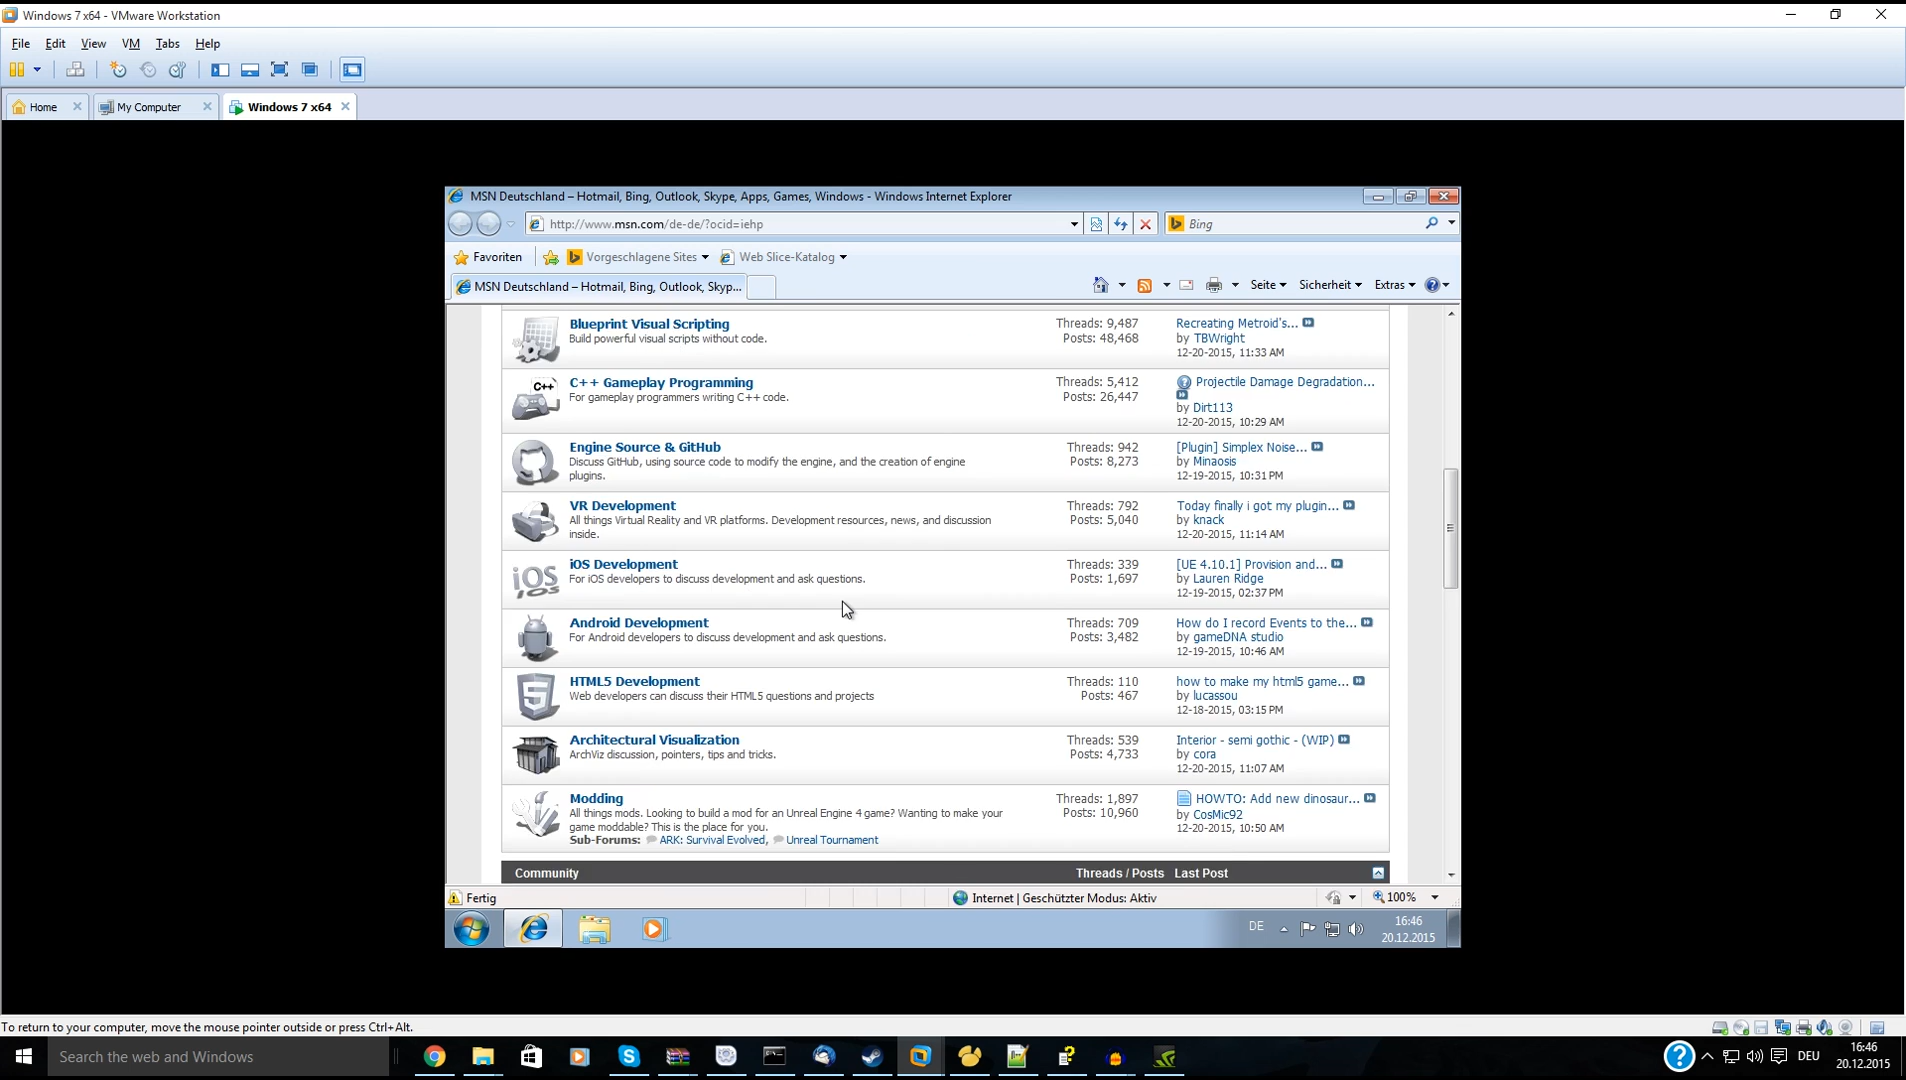 Windows 7 x64 - VMware Workstation
File Edit View VM Tabs Help
Home My Computer Windows 7 x64
MSN Deutschland – Hotmail, Bing, Outlook, Skype, Apps, Games, Windows - Windows Internet Explorer
http://www.msn.com/de-de/?ocid=iehp Bing
Favoriten Vorgeschlagene Sites Web Slice-Katalog
MSN Deutschland – Hotmail, Bing, Outlook, Skyp... Seite Sicherheit Extras
Blueprint Visual Scripting Threads: 9,487 Recreating Metroid's...
Build powerful visual scripts without code. Posts: 48,468 by TBWright
12-20-2015, 11:33 AM
C++
C++ Gameplay Programming Threads: 5,412 Projectile Damage Degradation...
For gameplay programmers writing C++ code. Posts: 26,447
by Dirt113
12-20-2015, 10:29 AM
Engine Source & GitHub Threads: 942 [Plugin] Simplex Noise...
Discuss GitHub, using source code to modify the engine, and the creation of engine Posts: 8,273 by Minaosis
plugins. 12-19-2015, 10:31 PM
VR Development Threads: 792 Today finally i got my plugin...
All things Virtual Reality and VR platforms. Development resources, news, and discussion Posts: 5,040 by knack
inside. 12-20-2015, 11:14 AM
iOS
iOS Development Threads: 339 [UE 4.10.1] Provision and...
For iOS developers to discuss development and ask questions. Posts: 1,697 by Lauren Ridge
12-19-2015, 02:37 PM
Android Development Threads: 709 How do I record Events to the...
For Android developers to discuss development and ask questions. Posts: 3,482 by gameDNA studio
12-19-2015, 10:46 AM
HTML5 Development Threads: 110 how to make my html5 game...
Web developers can discuss their HTML5 questions and projects Posts: 467 by lucassou
12-18-2015, 03:15 PM
Architectural Visualization Threads: 539 Interior - semi gothic - (WIP)
ArchViz discussion, pointers, tips and tricks. Posts: 4,733 by cora
12-20-2015, 11:07 AM
Modding Threads: 1,897 HOWTO: Add new dinosaur...
All things mods. Looking to build a mod for an Unreal Engine 4 game? Wanting to make your Posts: 10,960 by CosMic92
game moddable? This is the place for you. 12-20-2015, 10:50 AM
Sub-Forums: ARK: Survival Evolved, Unreal Tournament
Community Threads / Posts Last Post
Fertig Internet | Geschützter Modus: Aktiv 100%
DE 16:46
20.12.2015
To return to your computer, move the mouse pointer outside or press Ctrl+Alt.
Search the web and Windows DEU 16:46
20.12.2015